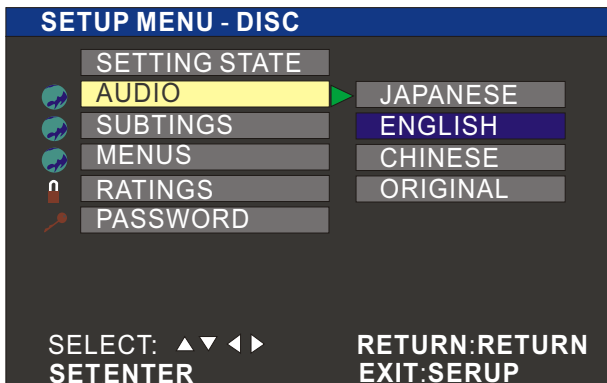 SETUP MENU - DISC
SETTING STATE
AUDIO
JAPANESE
SUBTINGS
ENGLISH
MENUS
CHINESE
RATINGS
ORIGINAL
PASSWORD
SELECT: ▲▼◀▶
RETURN:RETURN
SETENTER
EXIT:SERUP